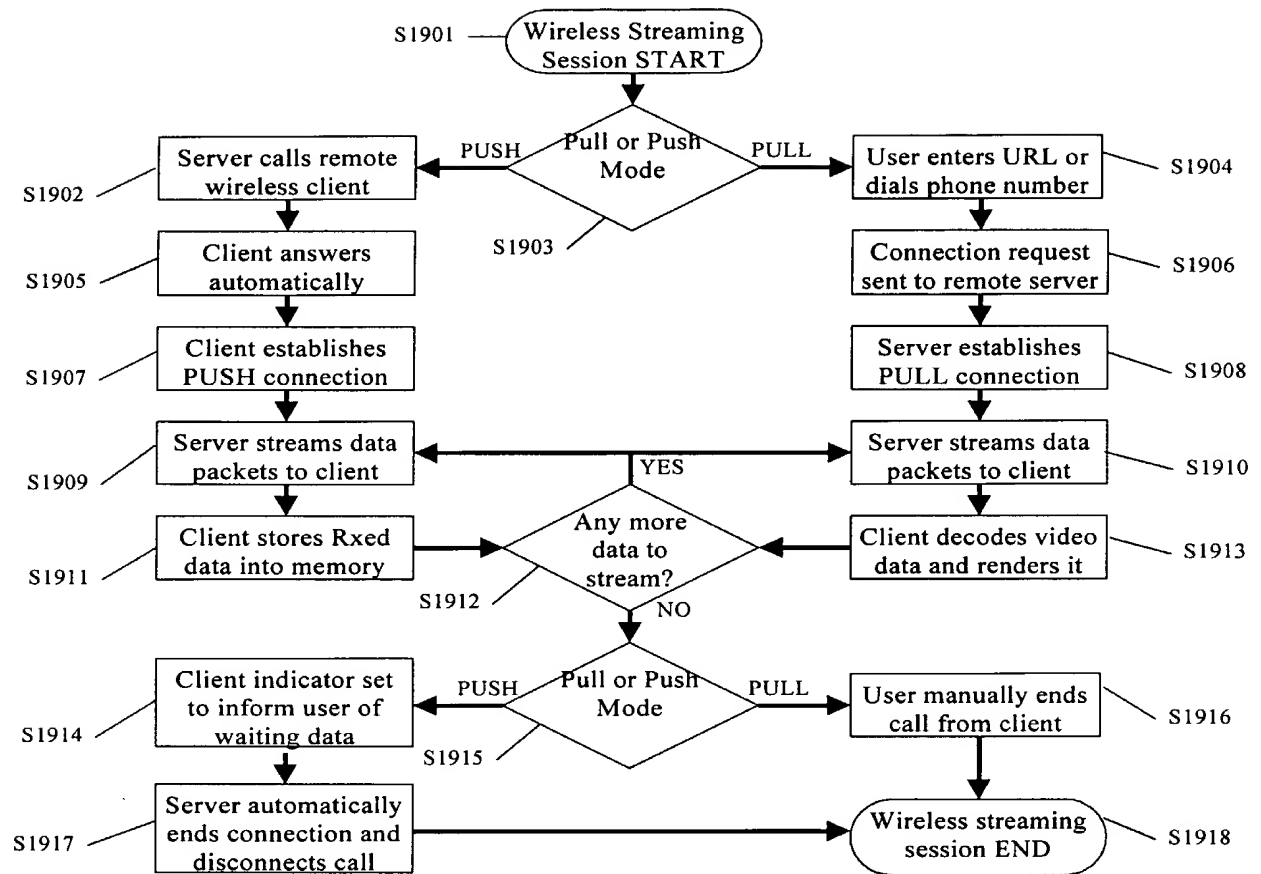 S1901
Wireless Streaming
Session START
Pull or Push
Mode
PUSH
PULL
S1903
Server calls remote
wireless client
S1902
User enters URL or
dials phone number
S1904
Client answers
automatically
S1905
Connection request
sent to remote server
S1906
Client establishes
PUSH connection
S1907
Server establishes
PULL connection
S1908
Server streams data
packets to client
S1909
YES
Server streams data
packets to client
S1910
Client stores Rxed
data into memory
S1911
Any more
data to
stream?
S1912
NO
Client decodes video
data and renders it
S1913
Client indicator set
to inform user of
waiting data
S1914
PUSH
Pull or Push
Mode
PULL
S1915
User manually ends
call from client
S1916
Server automatically
ends connection and
disconnects call
S1917
Wireless streaming
session END
S1918